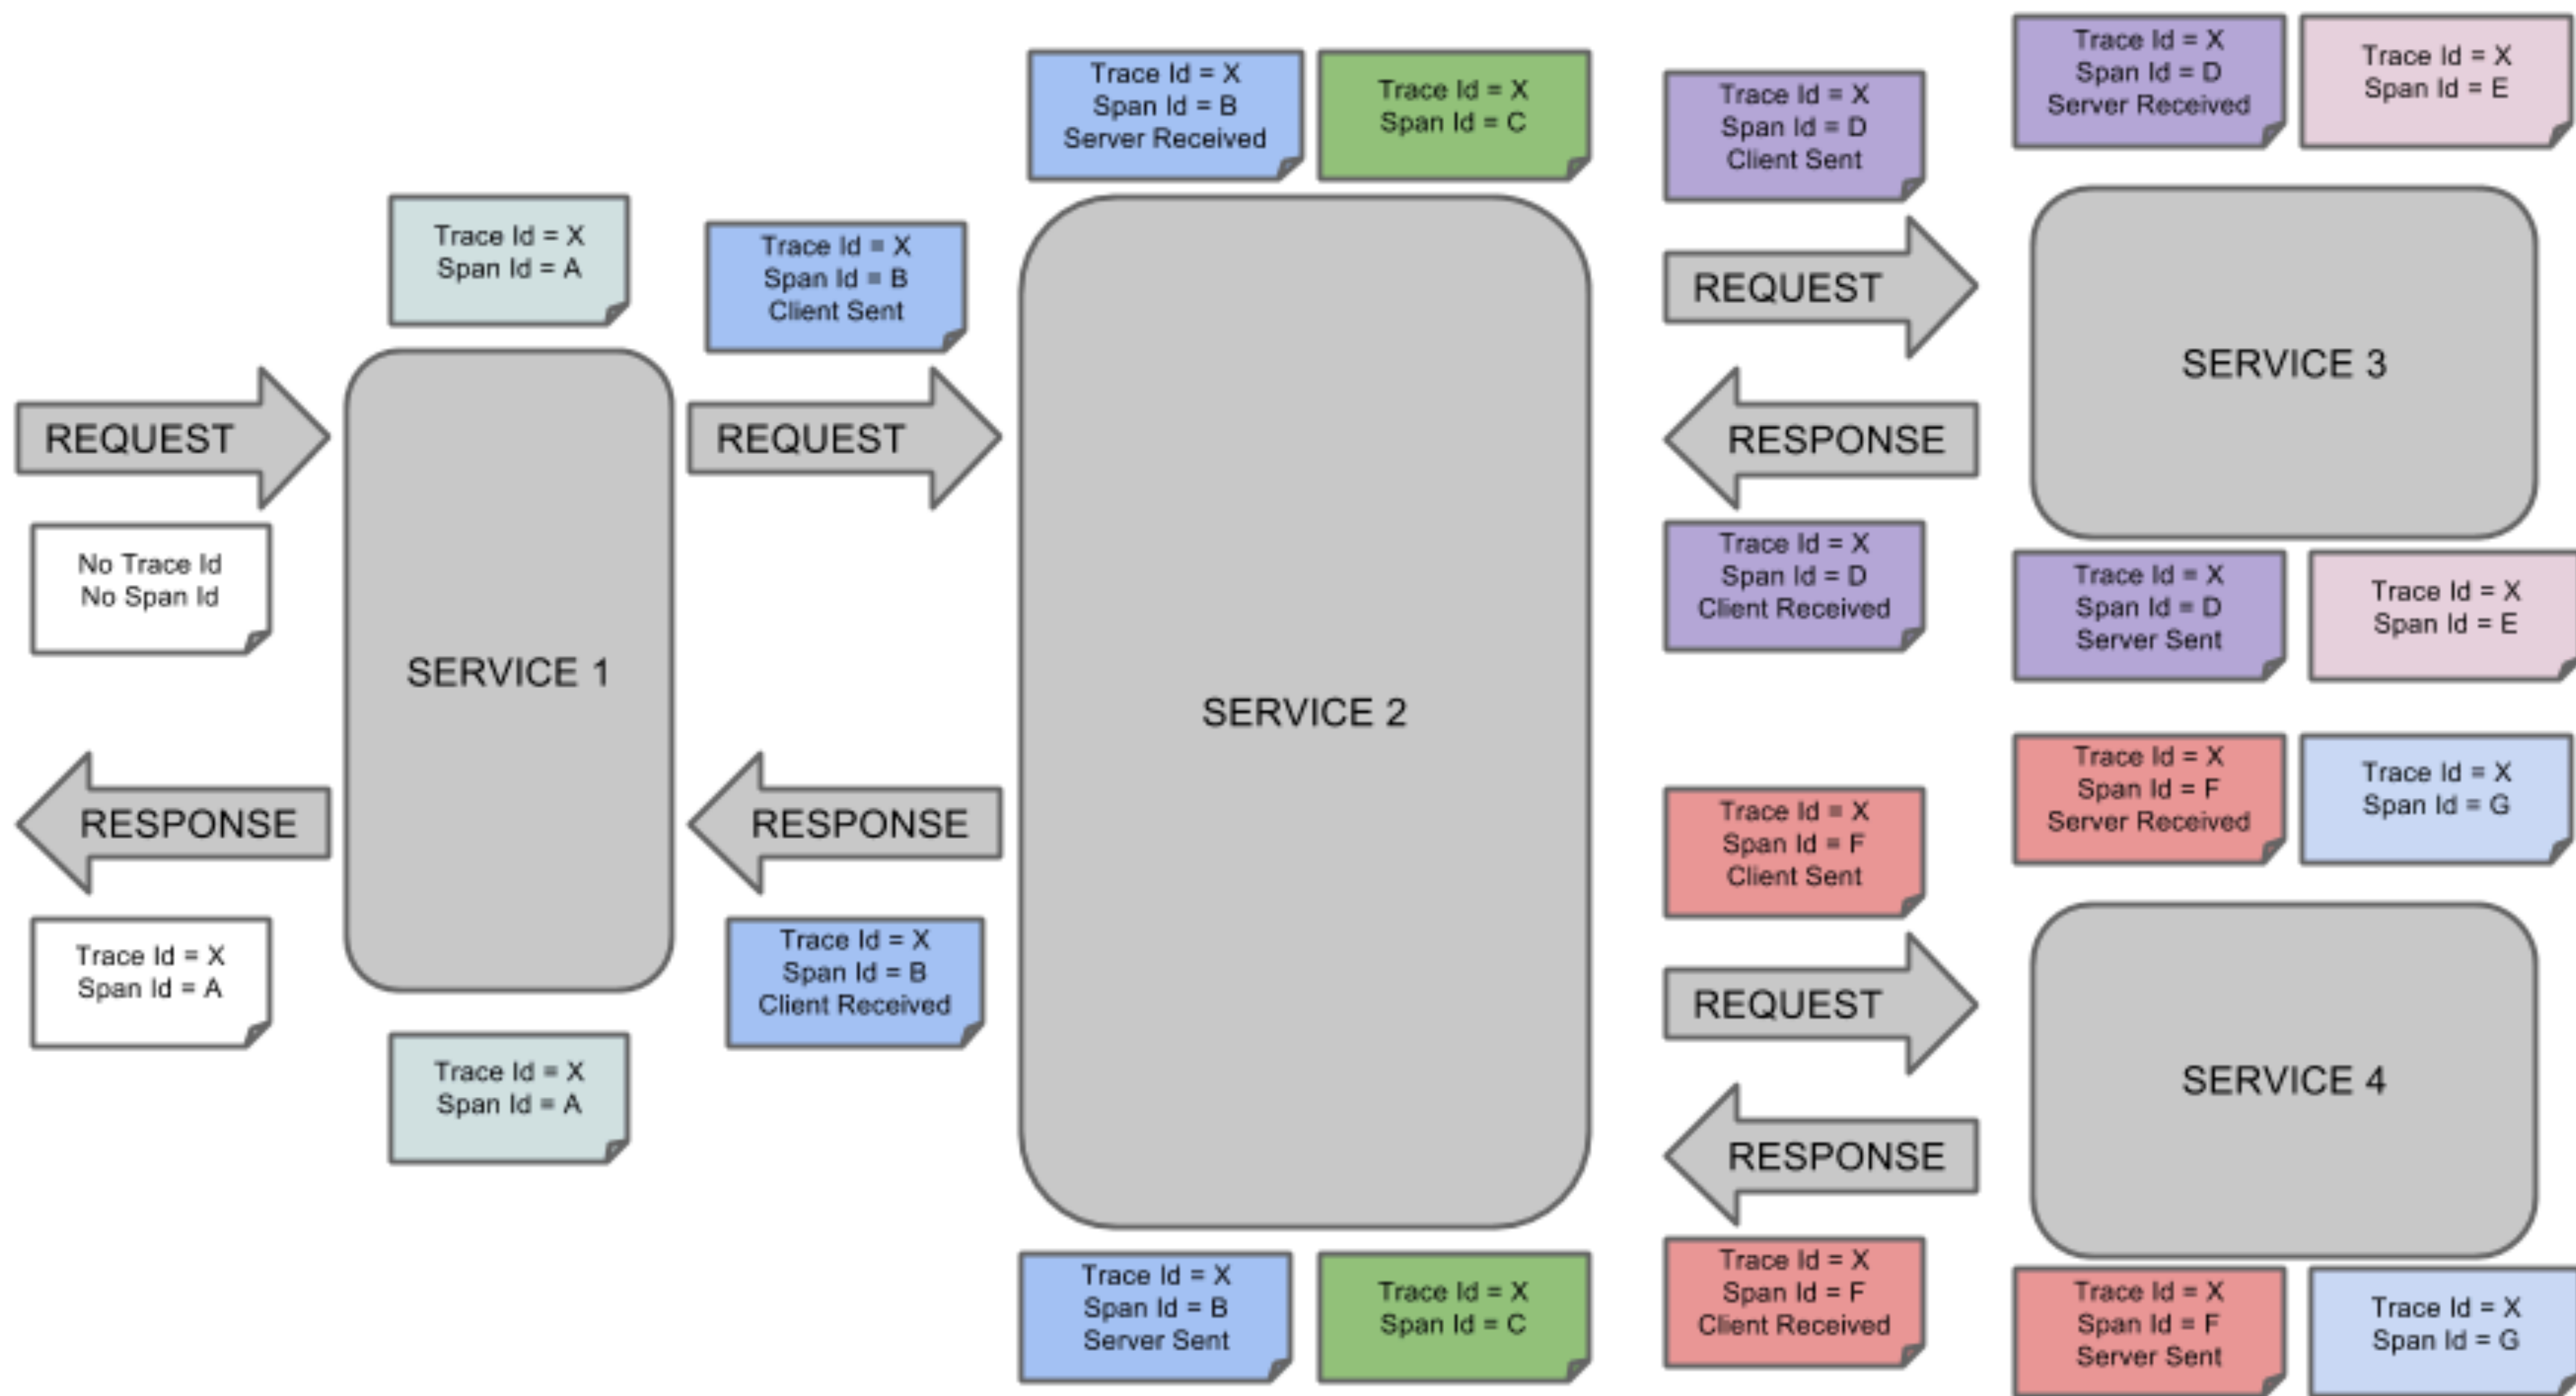 REQUEST
No Trace Id
No Span Id
RESPONSE
Trace Id = X
Span Id = A
Trace Id = X
Span Id = A
SERVICE 1
Trace Id = X
Span Id = A
Trace Id = X
Span Id = B
Client Sent
REQUEST
RESPONSE
Trace Id = X
Span Id = B
Client Received
Trace Id = X
Span Id = B
Server Received
Trace Id = X
Span Id = C
SERVICE 2
Trace Id = X
Span Id = B
Server Sent
Trace Id = X
Span Id = C
Trace Id = X
Span Id = D
Client Sent
REQUEST
RESPONSE
Trace Id = X
Span Id = D
Client Received
Trace Id = X
Span Id = D
Server Received
Trace Id = X
Span Id = E
SERVICE 3
Trace Id = X
Span Id = D
Server Sent
Trace Id = X
Span Id = E
Trace Id = X
Span Id = F
Client Sent
REQUEST
RESPONSE
Trace Id = X
Span Id = F
Client Received
Trace Id = X
Span Id = F
Server Received
Trace Id = X
Span Id = G
SERVICE 4
Trace Id = X
Span Id = F
Server Sent
Trace Id = X
Span Id = G